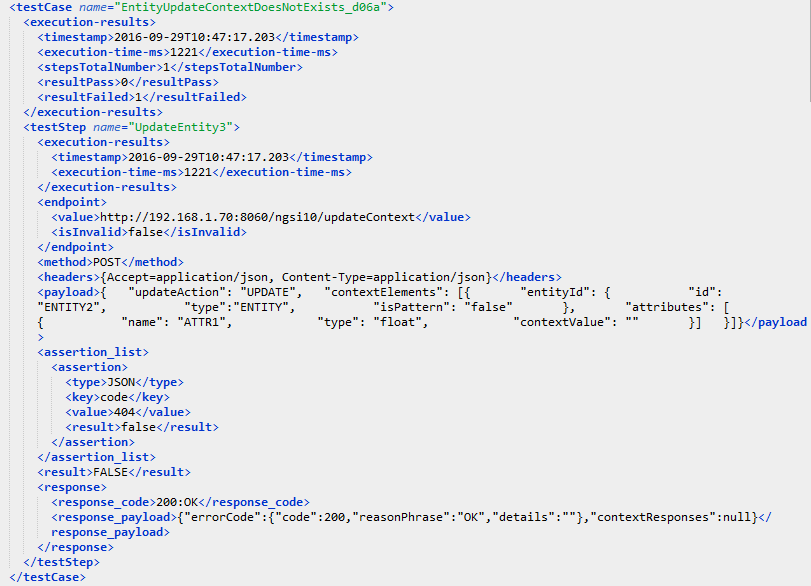 <testCase name="EntityUpdateContextDoesNotExists_d06a">
<execution-results>
<timestamp>2016-09-29T10:47:17.203</timestamp>
<execution-time-ms>1221</execution-time-ms>
<stepsTotalNumber>1</stepsTotalNumber>
<resultPass>0</resultPass>
<resultFailed>1</resultFailed>
</execution-results>
<testStep name="UpdateEntity3">
<execution-results>
<timestamp>2016-09-29T10:47:17.203</timestamp>
<execution-time-ms>1221</execution-time-ms>
</execution-results>
<endpoint>
<value>http://192.168.1.70:8060/ngsi10/updateContext</value>
<isInvalid>false</isInvalid>
</endpoint>
<method>POST</method>
<headers>{Accept=application/json, Content-Type=application/json}</headers>
<payload>{ "updateAction": "UPDATE", "contextElements": [{ "entityId": { "id":
"ENTITY2", "type":"ENTITY", "isPattern": "false" }, "attributes": [
{ "name": "ATTR1", "type": "float", "contextValue": "" }] }]}</payload
>
<assertion_list>
<assertion>
<type>JSON</type>
<key>code</key>
<value>404</value>
<result>false</result>
</assertion>
</assertion_list>
<result>FALSE</result>
<response>
<response_code>200:OK</response_code>
<response_payload>{"errorCode":{"code":200,"reasonPhrase":"OK","details":""},"contextResponses":null}</
response_payload>
</response>
</testStep>
</testCase>